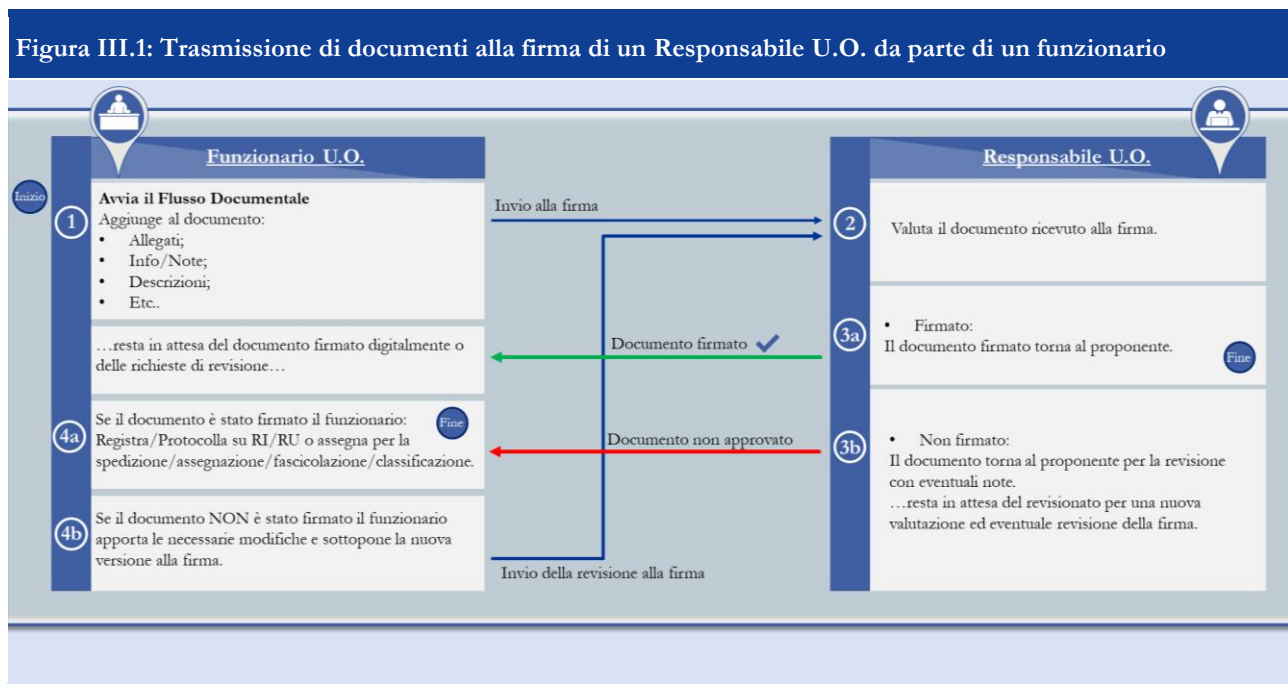 Figura III.1: Trasmissione di documenti alla firma di un Responsabile U.O. da parte di un funzionario
Funzionario U.O.
Inizio
1
Avvia il Flusso Documentale
Aggiunge al documento:
• Allegati;
• Info/Note;
• Descrizioni;
• Etc..
…resta in attesa del documento firmato digitalmente o
delle richieste di revisione…
4a
Se il documento è stato firmato il funzionario:
Fine
Registra/Protocolla su RI/RU o assegna per la
spedizione/assegnazione/fascicolazione/classificazione.
4b
Se il documento NON è stato firmato il funzionario
apporta le necessarie modifiche e sottopone la nuova
versione alla firma.
Invio alla firma
Documento firmato
Documento non approvato
Invio della revisione alla firma
Responsabile U.O.
2
Valuta il documento ricevuto alla firma.
3a
• Firmato:
Il documento firmato torna al proponente.
Fine
3b
• Non firmato:
Il documento torna al proponente per la revisione
con eventuali note.
…resta in attesa del revisionato per una nuova
valutazione ed eventuale revisione della firma.